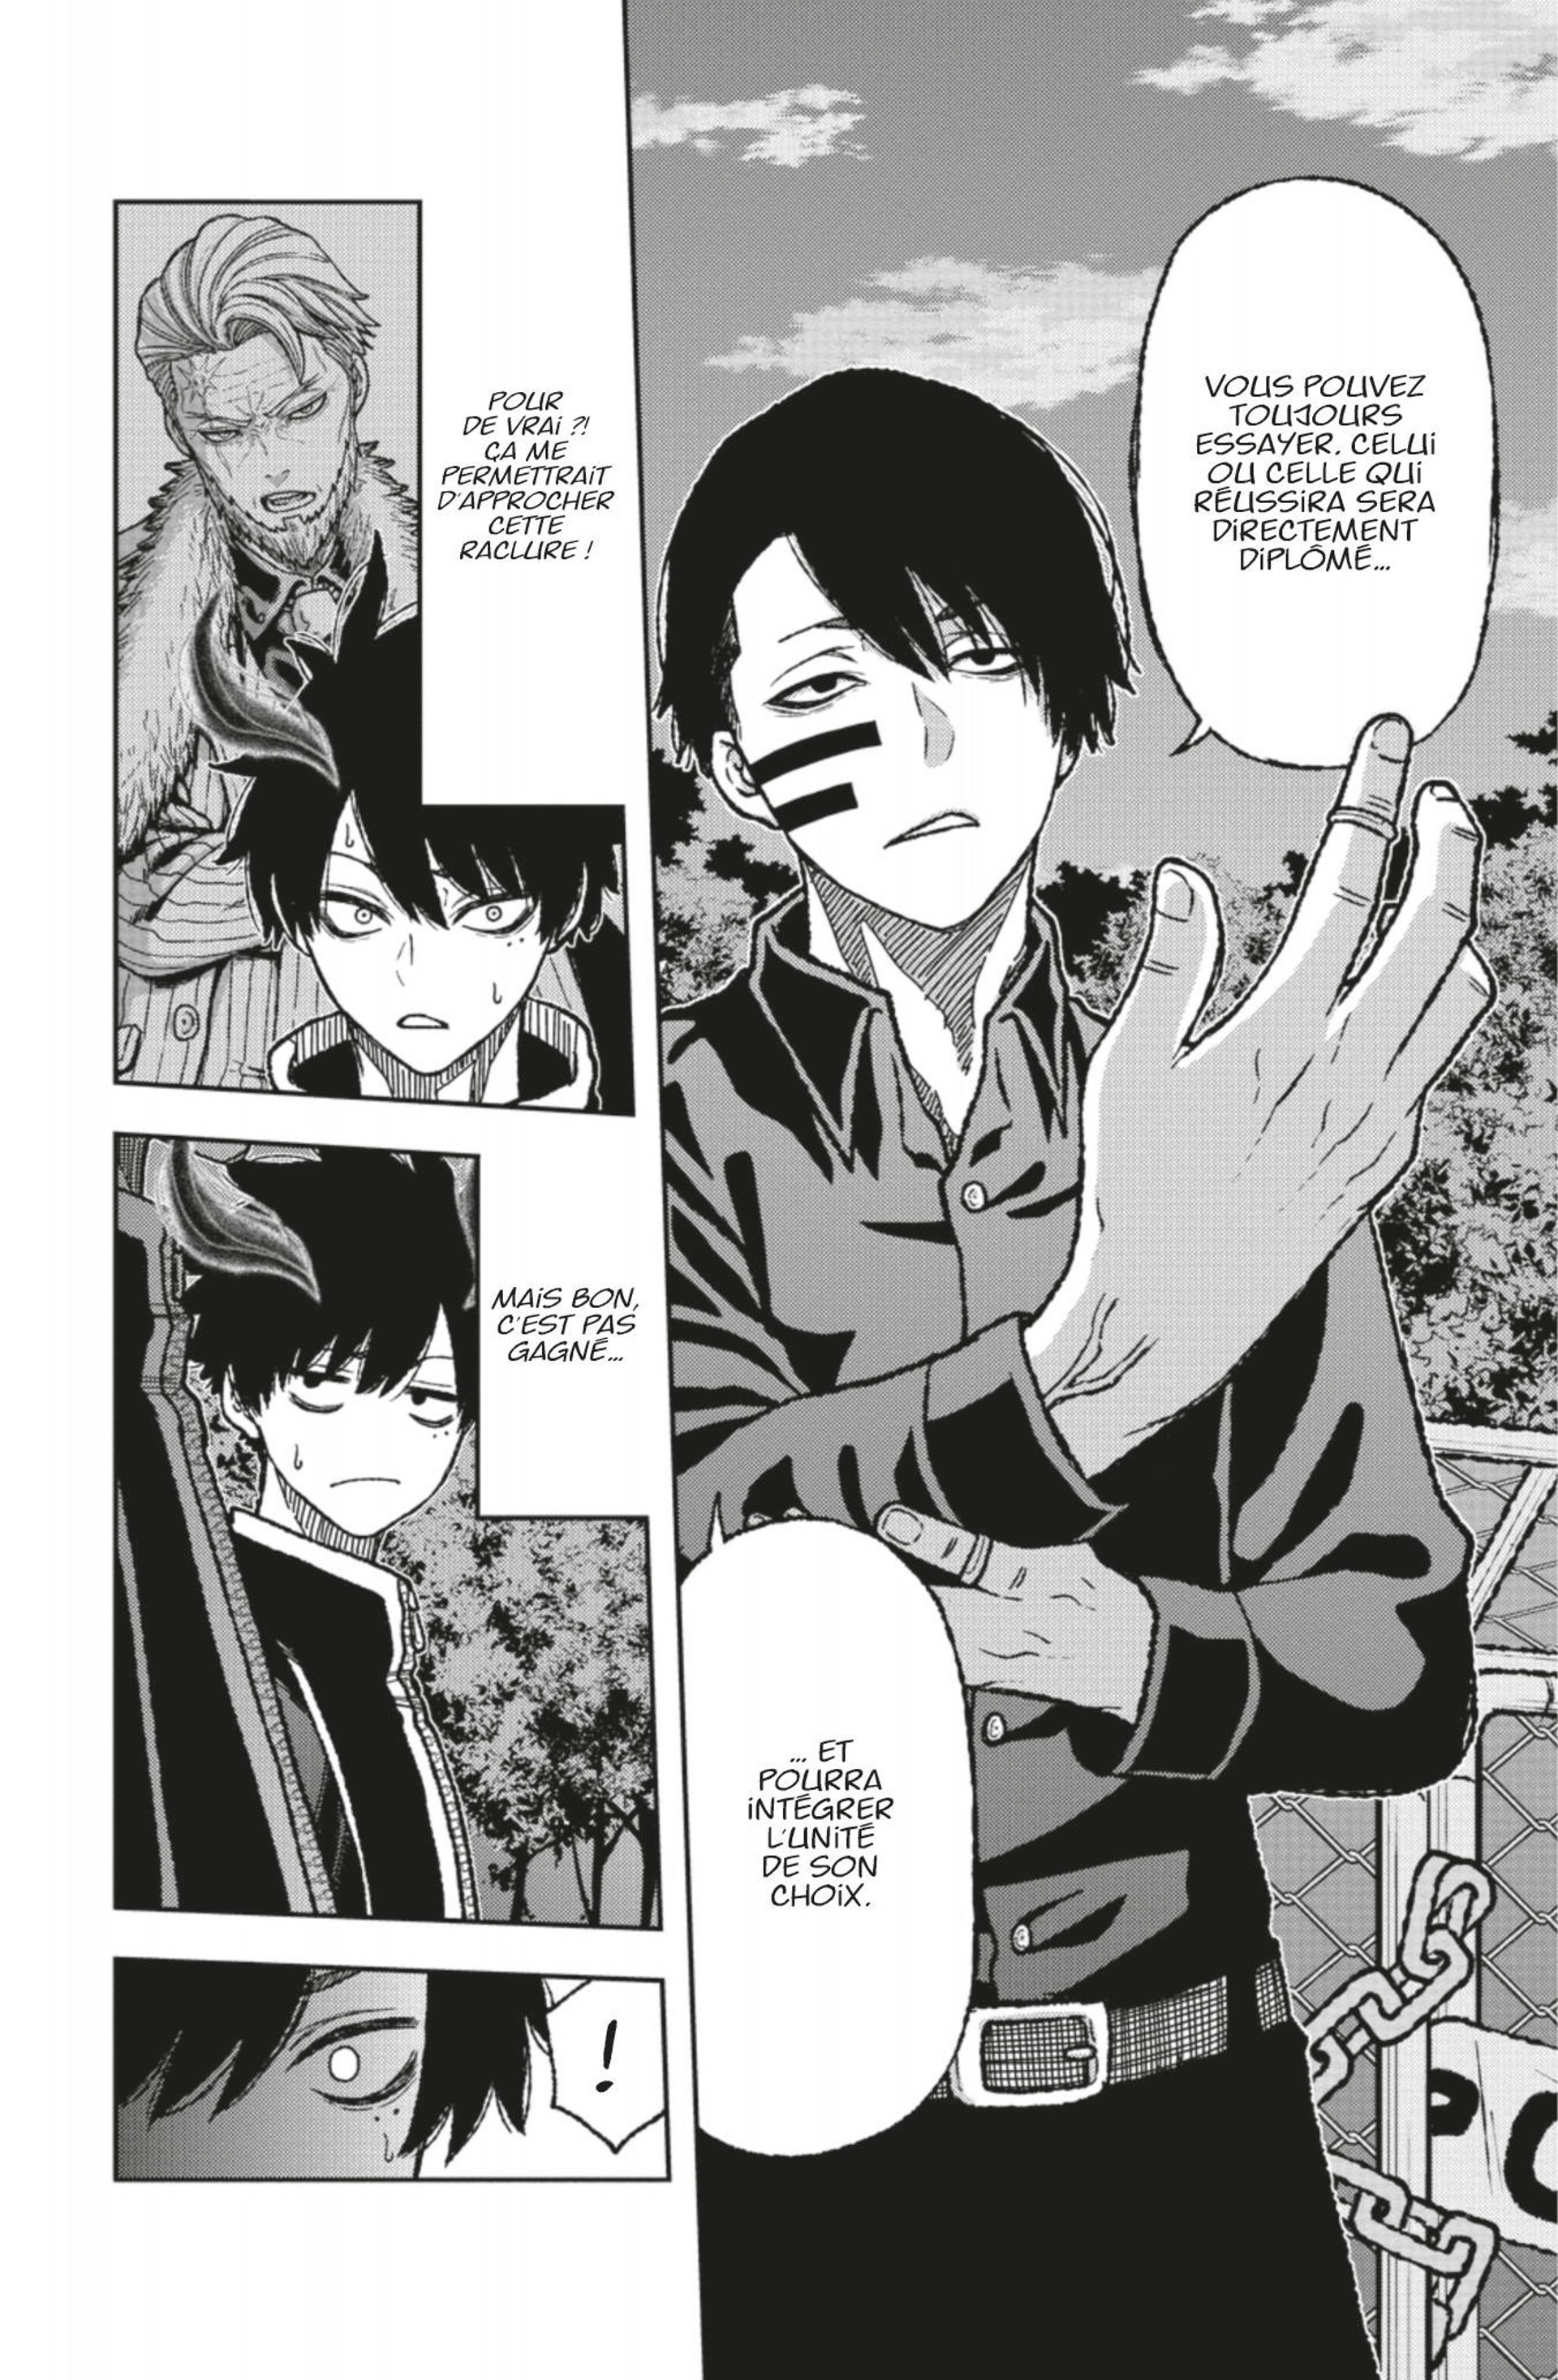 VOUS POUVEZ
TOUJOURS
ESSAYER. CELUI
OU CELLE QUI
RÉUSSIRA SERA
DIRECTEMENT
DIPLÔMÉ...
... ET
POURRA
INTÉGRER
L'UNITÉ
DE SON
CHOIX.
POUR
DE VRAI ?!
ÇA ME
PERMETTRAIT
D'APPROCHER
CETTE
RACLURE !
MAIS BON,
C'EST PAS
GAGNÉ...
!